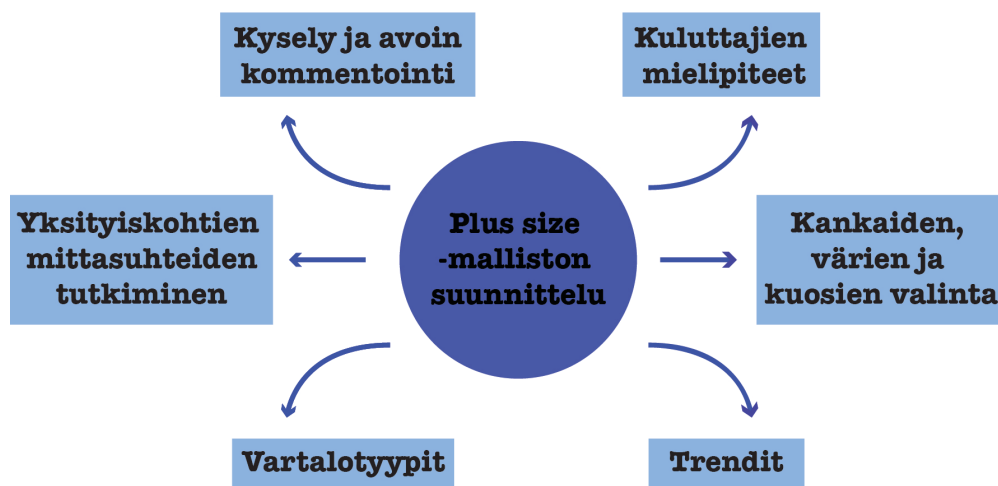 Kysely ja avoin
kommentointi
Kuluttajien
mielipiteet
Yksityiskohtien
mittasuhteiden
tutkiminen
Plus size
-malliston
suunnittelu
Kankaiden,
värien ja
kuosien valinta
Vartalotyypit
Trendit